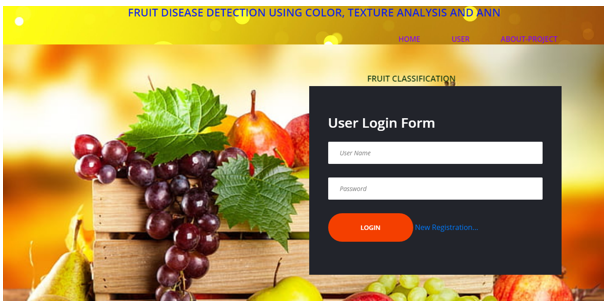 FRUIT DISEASE DETECTION USING COLOR, TEXTURE ANALYSIS AND ANN
HOME USER ABOUT-PROJECT
FRUIT CLASSIFICATION
User Login Form
User Name
Password
LOGIN New Registration...